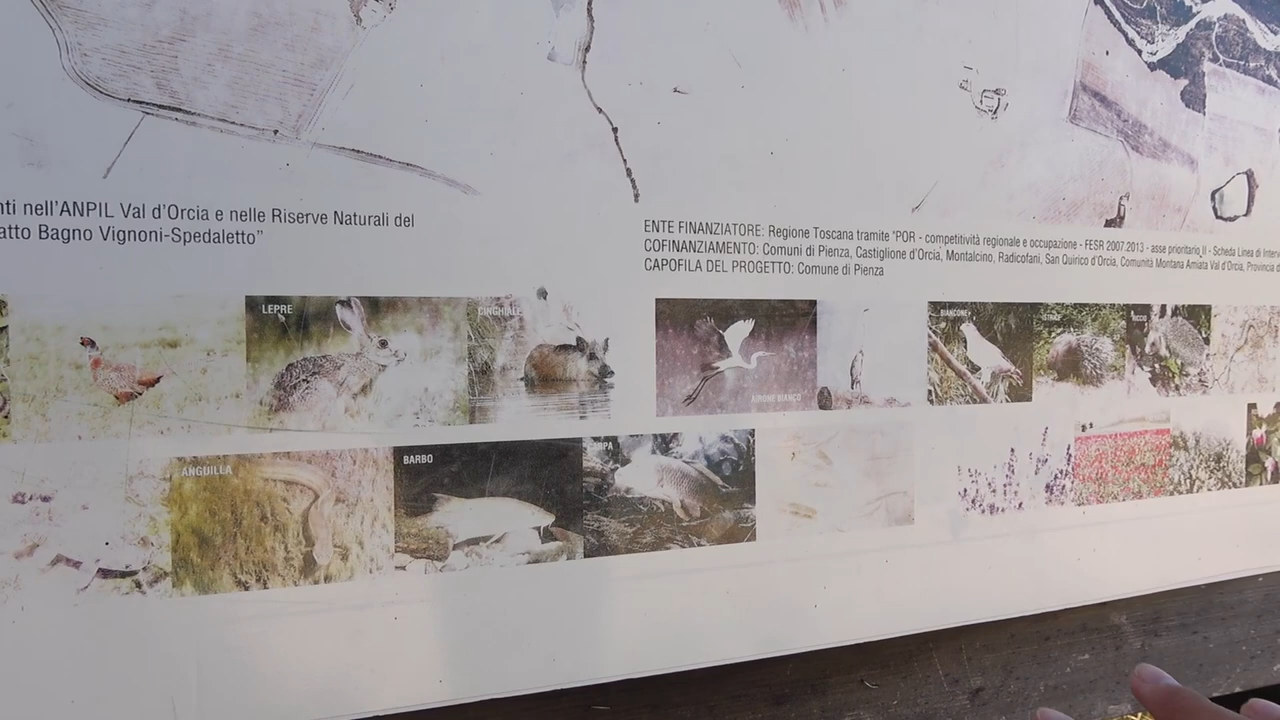 nti nell'ANPIL Val d'Orcia e nelle Riserve Naturali del
atto Bagno Vignoni-Spedaletto"
ENTE FINANZIATORE: Regione Toscana tramite "POR - competitività regionale e occupazione - FESR 2007.2013 - asse prioritario II - Scheda Linea di Interv
COFINANZIAMENTO: Comuni di Pienza, Castiglione d'Orcia, Montalcino, Radicofani, San Quirico d'Orcia, Comunità Montana Amiata Val d'Orcia, Provincia d
CAPOFILA DEL PROGETTO: Comune di Pienza
LEPRE
CINGHIALE
AIRONE BIANCO
BIANCONE
ISTRICE
RICCIO
ANGUILLA
BARBO